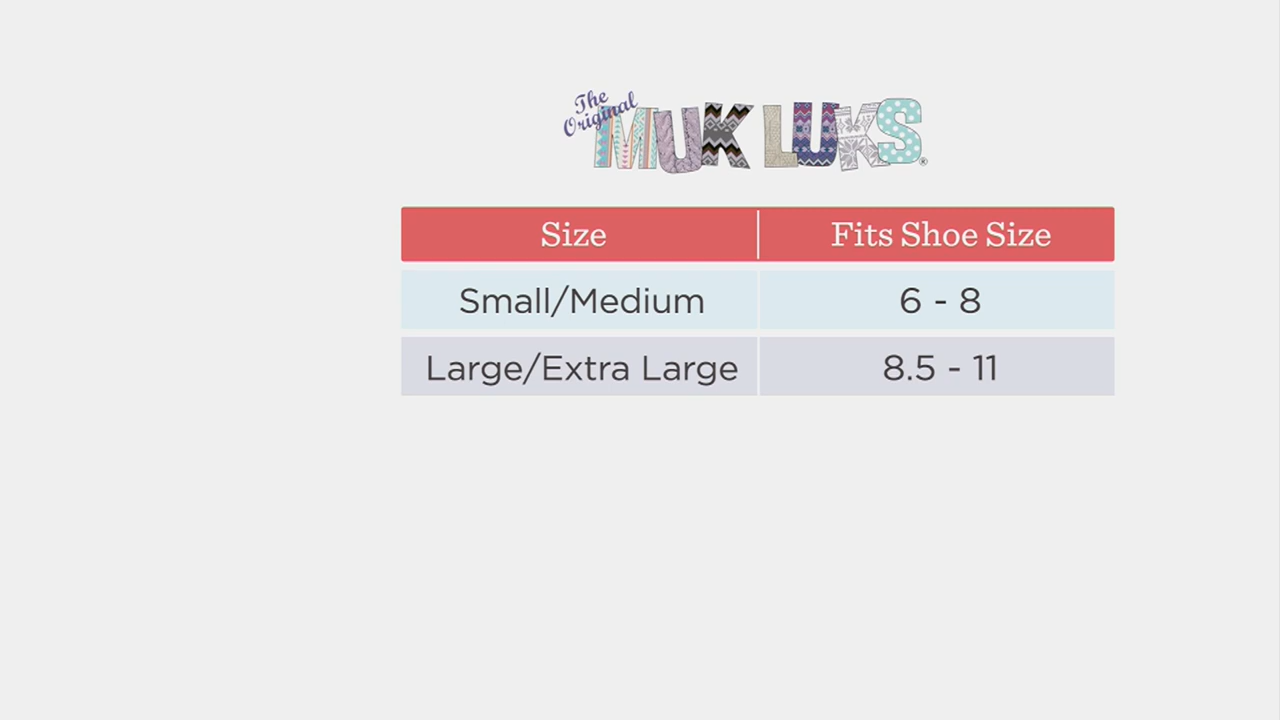 The
Original
MUK LUKS®
Size Fits Shoe Size
Small/Medium 6 - 8
Large/Extra Large 8.5 - 11